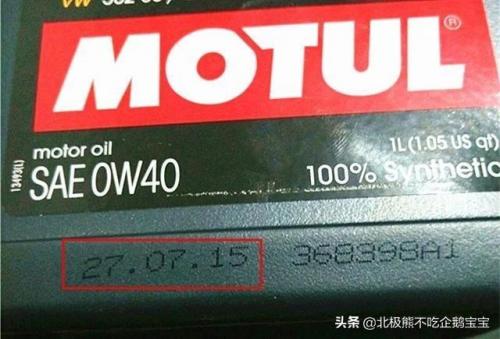 MOTUL®
motor oil
1L (1.05 US qt)
SAE 0W40
100% Synthetic
13493(L)
27.07.15 368398A1
头条 @北极熊不吃企鹅宝宝